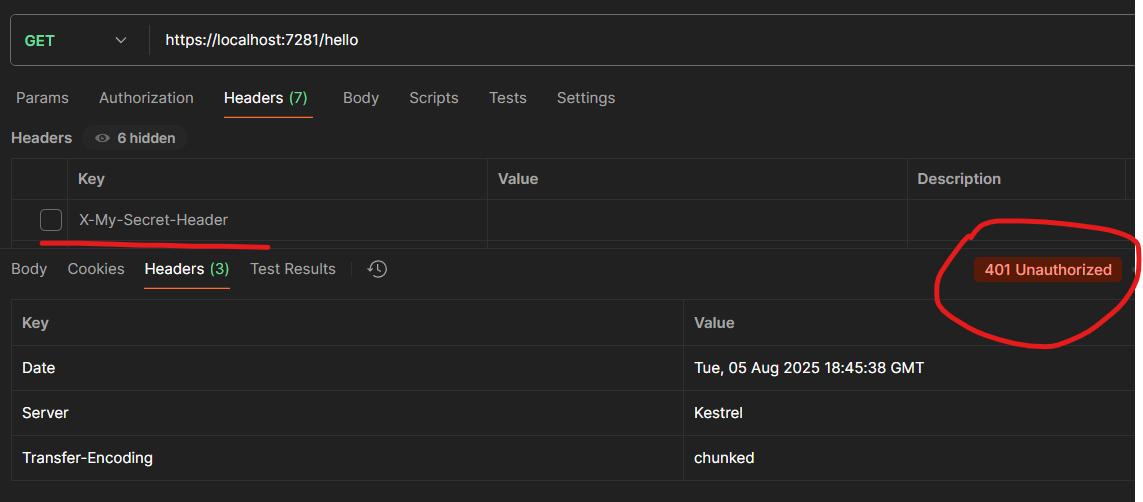 GET https://localhost:7281/hello
Params Authorization Headers (7) Body Scripts Tests Settings
Headers 6 hidden
Key Value Description
X-My-Secret-Header
Body Cookies Headers (3) Test Results 401 Unauthorized
Key Value
Date Tue, 05 Aug 2025 18:45:38 GMT
Server Kestrel
Transfer-Encoding chunked